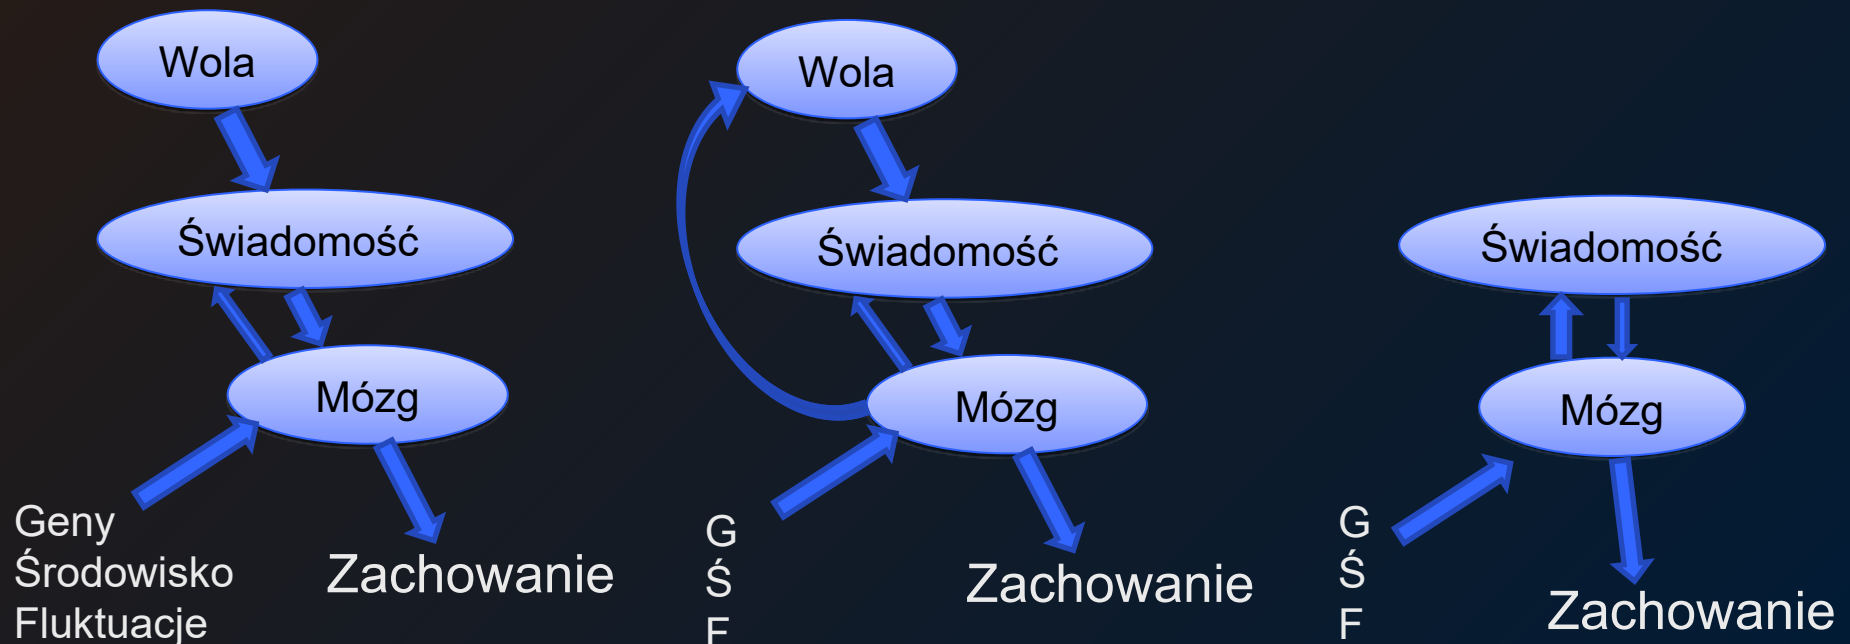 Wola
Świadomość
Mózg
Geny
Środowisko
Fluktuacje
Zachowanie
Wola
Świadomość
Mózg
G
Ś
F
Zachowanie
Świadomość
Mózg
G
Ś
F
Zachowanie